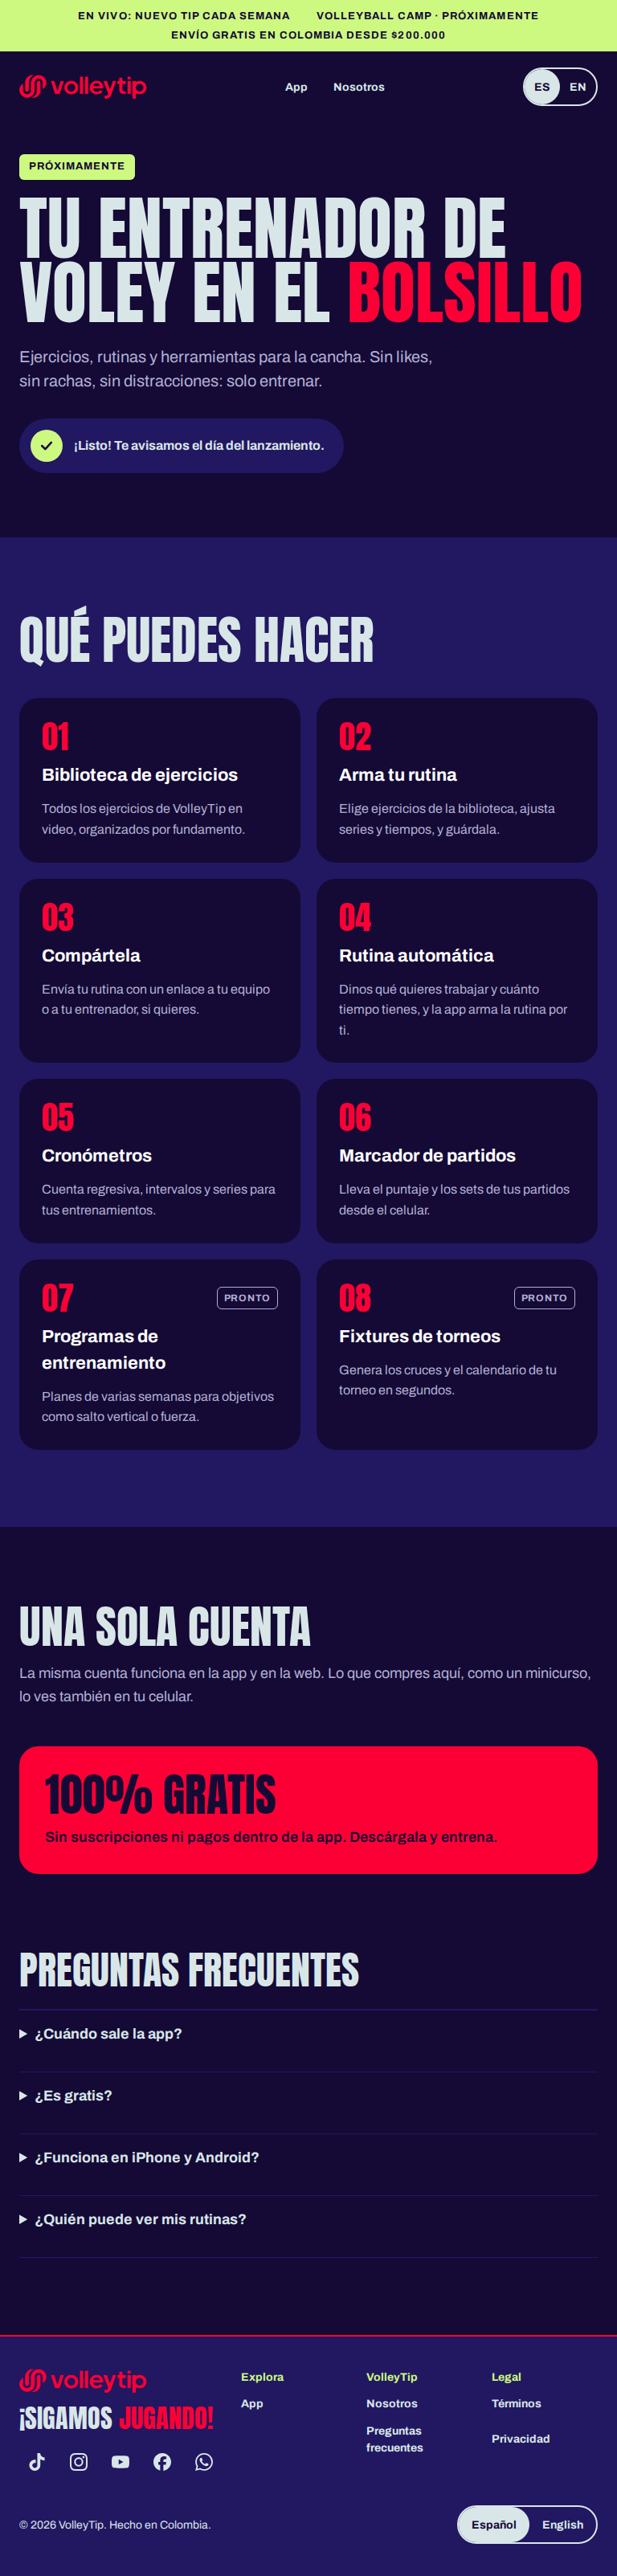 EN VIVO: NUEVO TIP CADA SEMANA VOLLEYBALL CAMP · PRÓXIMAMENTE
ENVÍO GRATIS EN COLOMBIA DESDE $200.000
volleytip
App Nosotros
ES EN
PRÓXIMAMENTE
TU ENTRENADOR DE
VOLEY EN EL BOLSILLO
Ejercicios, rutinas y herramientas para la cancha. Sin likes,
sin rachas, sin distracciones: solo entrenar.
¡Listo! Te avisamos el día del lanzamiento.
QUÉ PUEDES HACER
01
Biblioteca de ejercicios
Todos los ejercicios de VolleyTip en
video, organizados por fundamento.
02
Arma tu rutina
Elige ejercicios de la biblioteca, ajusta
series y tiempos, y guárdala.
03
Compártela
Envía tu rutina con un enlace a tu equipo
o a tu entrenador, si quieres.
04
Rutina automática
Dinos qué quieres trabajar y cuánto
tiempo tienes, y la app arma la rutina por
ti.
05
Cronómetros
Cuenta regresiva, intervalos y series para
tus entrenamientos.
06
Marcador de partidos
Lleva el puntaje y los sets de tus partidos
desde el celular.
07 PRONTO
Programas de
entrenamiento
Planes de varias semanas para objetivos
como salto vertical o fuerza.
08 PRONTO
Fixtures de torneos
Genera los cruces y el calendario de tu
torneo en segundos.
UNA SOLA CUENTA
La misma cuenta funciona en la app y en la web. Lo que compres aquí, como un minicurso,
lo ves también en tu celular.
100% GRATIS
Sin suscripciones ni pagos dentro de la app. Descárgala y entrena.
PREGUNTAS FRECUENTES
¿Cuándo sale la app?
¿Es gratis?
¿Funciona en iPhone y Android?
¿Quién puede ver mis rutinas?
volleytip
¡SIGAMOS JUGANDO!
Explora
App
VolleyTip
Nosotros
Preguntas
frecuentes
Legal
Términos
Privacidad
© 2026 VolleyTip. Hecho en Colombia.
Español English